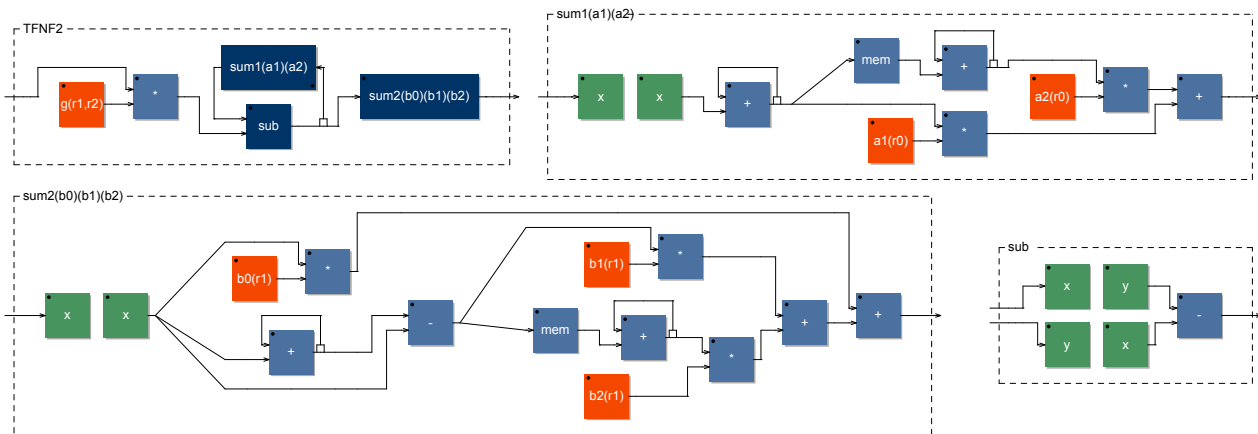 TFNF2
sum1(a1)(a2)
g(r1,r2)
*
sub
sum2(b0)(b1)(b2)
sum1(a1)(a2)
x
x
+
mem
+
a2(r0)
*
+
a1(r0)
*
sum2(b0)(b1)(b2)
x
x
b0(r1)
*
+
-
b1(r1)
*
mem
+
b2(r1)
*
+
+
sub
x
y
y
x
-